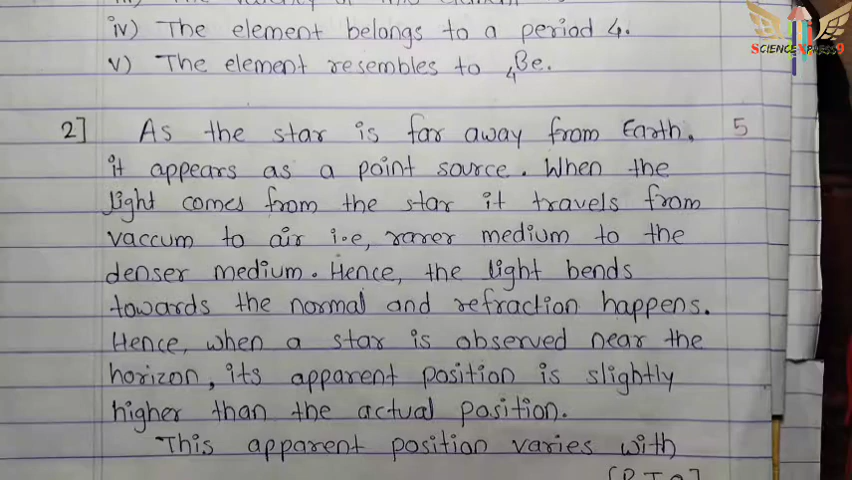 iv) The element belongs to a period 4.
v) The element resembles to 4Be.
2] As the star is far away from Earth. 5
it appears as a point source. When the
light comes from the star it travels from
vaccum to air i.e, rarer medium to the
denser medium. Hence, the light bends
towards the normal and refraction happens.
Hence, when a star is observed near the
horizon, its apparent position is slightly
higher than the actual position.
This apparent position varies with
SCIENCEXPRESS9